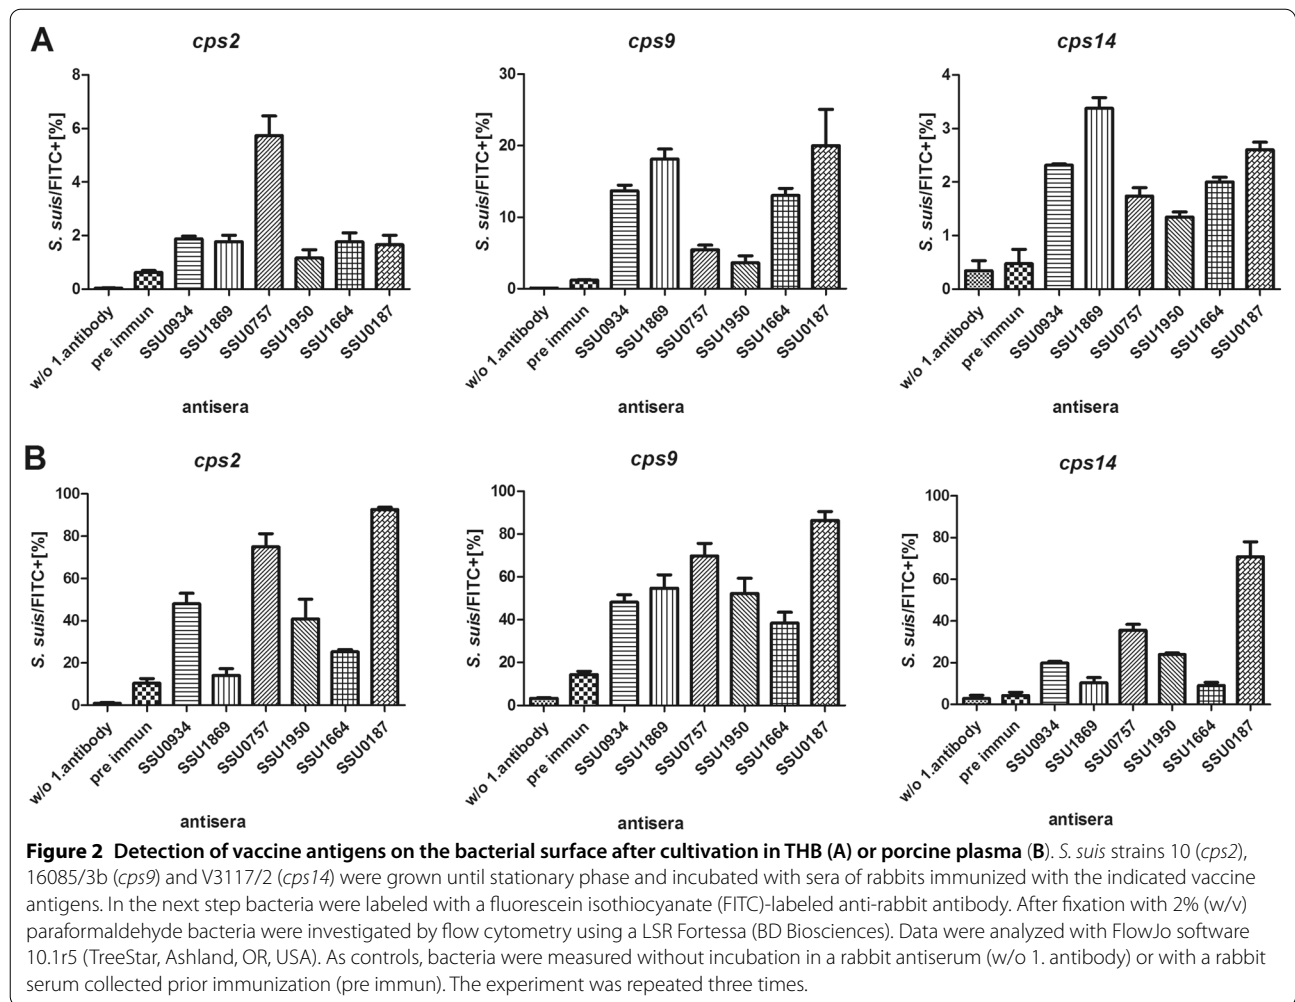 A
cps2
cps9
cps14
S. suis/FITC+[%]
8
6
4
2
0
w/o 1.antibody
pre immun
SSU0934
SSU1869
SSU0757
SSU1950
SSU1664
SSU0187
antisera
S. suis/FITC+[%]
30
20
10
0
w/o 1.antibody
pre immun
SSU0934
SSU1869
SSU0757
SSU1950
SSU1664
SSU0187
antisera
S. suis/FITC+[%]
4
3
2
1
0
w/o 1.antibody
pre immun
SSU0934
SSU1869
SSU0757
SSU1950
SSU1664
SSU0187
antisera
B
cps2
cps9
cps14
S. suis/FITC+[%]
100
80
60
40
20
0
w/o 1.antibody
pre immun
SSU0934
SSU1869
SSU0757
SSU1950
SSU1664
SSU0187
antisera
S. suis/FITC+[%]
100
80
60
40
20
0
w/o 1.antibody
pre immun
SSU0934
SSU1869
SSU0757
SSU1950
SSU1664
SSU0187
antisera
S. suis/FITC+[%]
100
80
60
40
20
0
w/o 1.antibody
pre immun
SSU0934
SSU1869
SSU0757
SSU1950
SSU1664
SSU0187
antisera
Figure 2 Detection of vaccine antigens on the bacterial surface after cultivation in THB (A) or porcine plasma (B). S. suis strains 10 (cps2),
16085/3b (cps9) and V3117/2 (cps14) were grown until stationary phase and incubated with sera of rabbits immunized with the indicated vaccine
antigens. In the next step bacteria were labeled with a fluorescein isothiocyanate (FITC)-labeled anti-rabbit antibody. After fixation with 2% (w/v)
paraformaldehyde bacteria were investigated by flow cytometry using a LSR Fortessa (BD Biosciences). Data were analyzed with FlowJo software
10.1r5 (TreeStar, Ashland, OR, USA). As controls, bacteria were measured without incubation in a rabbit antiserum (w/o 1. antibody) or with a rabbit
serum collected prior immunization (pre immun). The experiment was repeated three times.